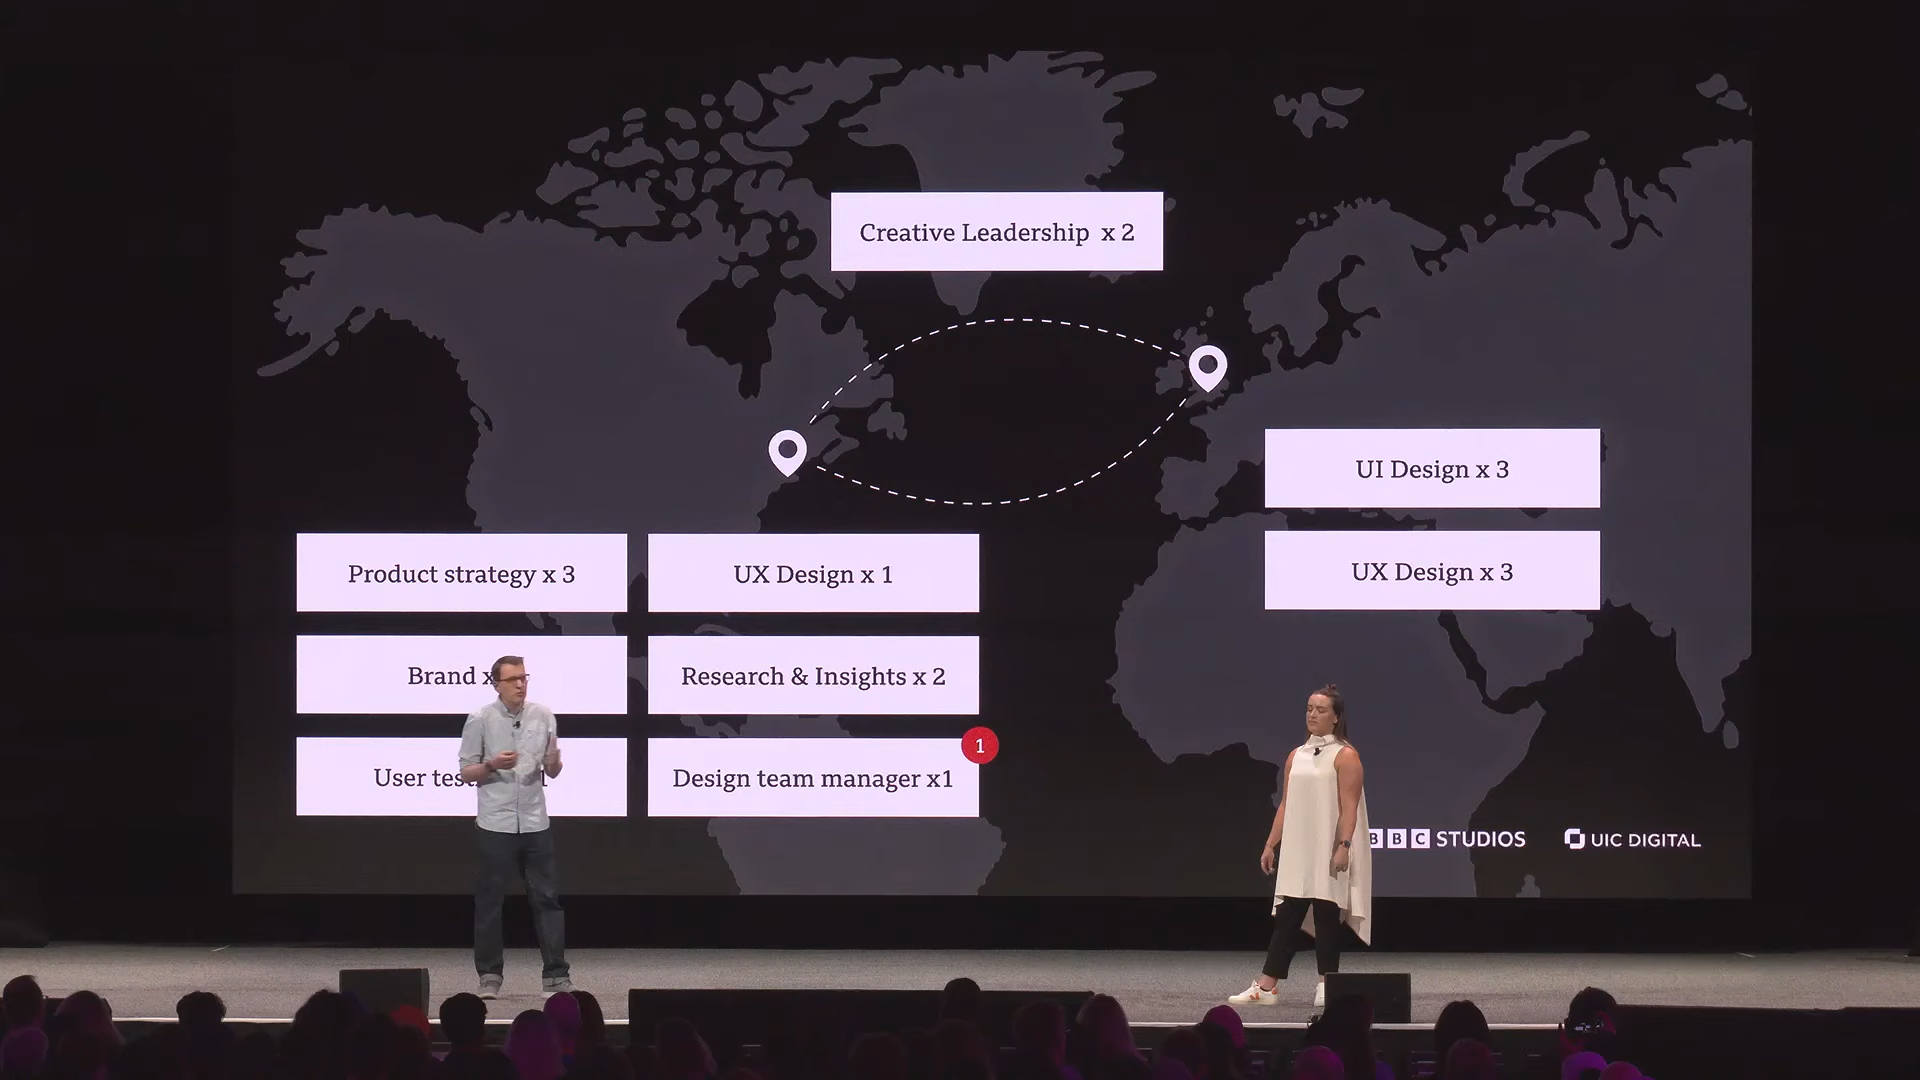 Creative Leadership x 2
UI Design x 3
UX Design x 3
Product strategy x 3
UX Design x 1
Brand x
Research & Insights x 2
1
User 1
Design team manager x1
BBC STUDIOS
UIC DIGITAL